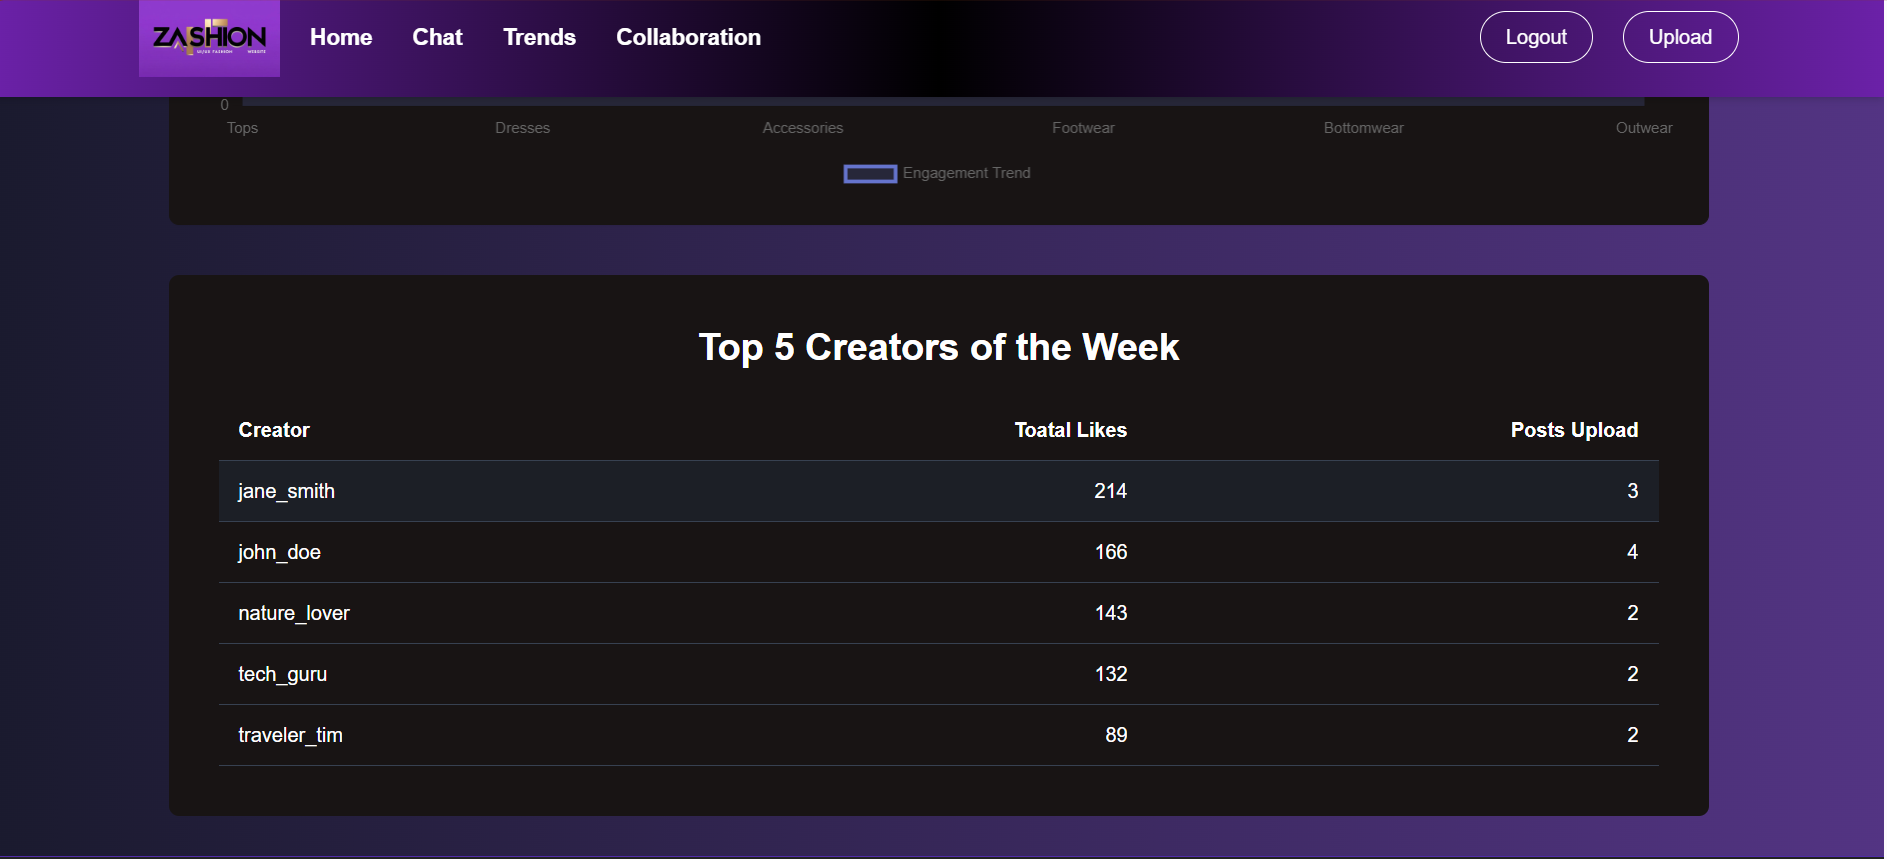 ZASHION
UI/UX FASHION WEBSITE
Home Chat Trends Collaboration Logout Upload
0
Tops Dresses Accessories Footwear Bottomwear Outwear
Engagement Trend
Top 5 Creators of the Week
Creator Toatal Likes Posts Upload
jane_smith 214 3
john_doe 166 4
nature_lover 143 2
tech_guru 132 2
traveler_tim 89 2